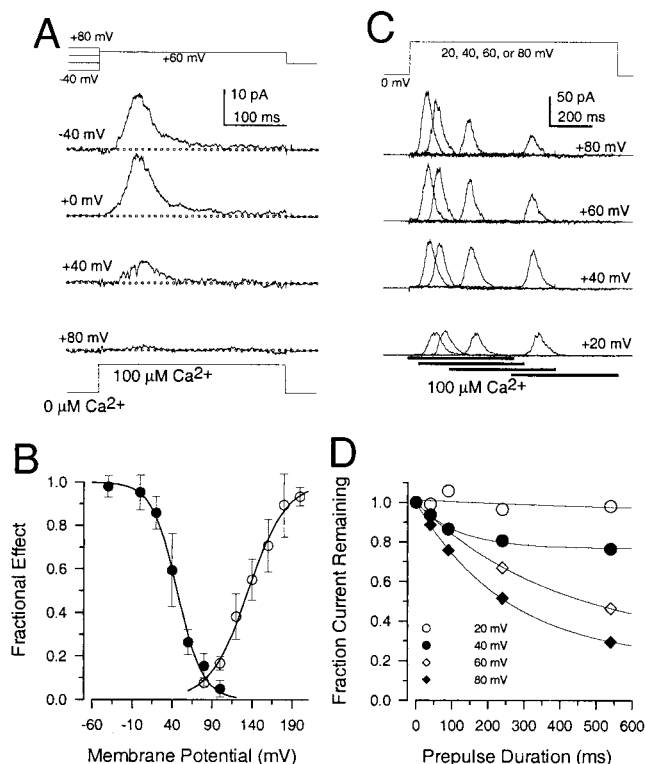 A
+80 mV
+60 mV
-40 mV
10 pA
100 ms
-40 mV
+0 mV
+40 mV
+80 mV
100 μM Ca2+
0 μM Ca2+
C
20, 40, 60, or 80 mV
0 mV
50 pA
200 ms
+80 mV
+60 mV
+40 mV
+20 mV
100 μM Ca2+
B
Fractional Effect
1.0
0.8
0.6
0.4
0.2
0.0
-60 -10 40 90 140 190
Membrane Potential (mV)
D
Fraction Current Remaining
1.0
0.8
0.6
0.4
0.2
0.0
20 mV
40 mV
60 mV
80 mV
0 100 200 300 400 500 600
Prepulse Duration (ms)